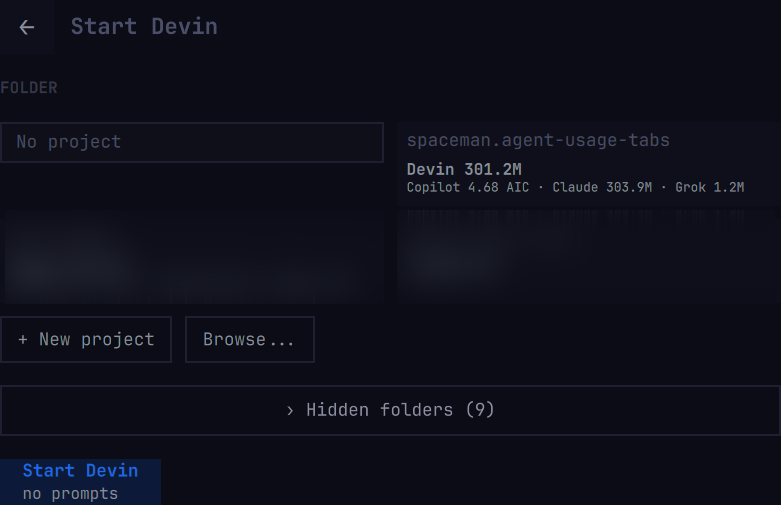 ← Start Devin
FOLDER
No project
spaceman.agent-usage-tabs
Devin 301.2M
Copilot 4.68 AIC · Claude 303.9M · Grok 1.2M
+ New project
Browse...
› Hidden folders (9)
Start Devin
no prompts